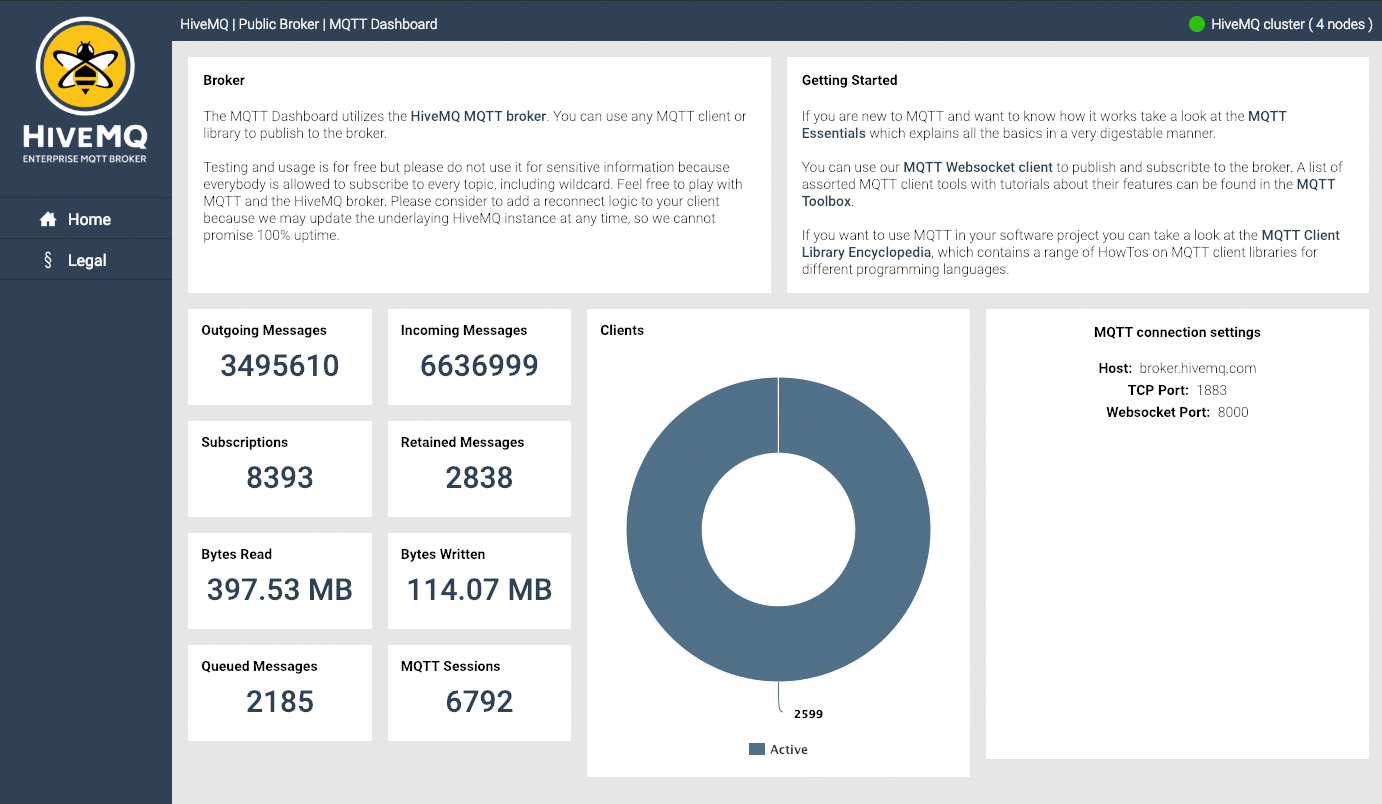 HiveMQ | Public Broker | MQTT Dashboard
HiveMQ cluster ( 4 nodes )
HIVEMQ
ENTERPRISE MQTT BROKER
Home
§ Legal
Broker
The MQTT Dashboard utilizes the HiveMQ MQTT broker. You can use any MQTT client or
library to publish to the broker.
Testing and usage is for free but please do not use it for sensitive information because
everybody is allowed to subscribe to every topic, including wildcard. Feel free to play with
MQTT and the HiveMQ broker. Please consider to add a reconnect logic to your client
because we may update the underlaying HiveMQ instance at any time, so we cannot
promise 100% uptime.
Getting Started
If you are new to MQTT and want to know how it works take a look at the MQTT
Essentials which explains all the basics in a very digestable manner.
You can use our MQTT Websocket client to publish and subscribte to the broker. A list of
assorted MQTT client tools with tutorials about their features can be found in the MQTT
Toolbox.
If you want to use MQTT in your software project you can take a look at the MQTT Client
Library Encyclopedia, which contains a range of HowTos on MQTT client libraries for
different programming languages.
Outgoing Messages
3495610
Incoming Messages
6636999
Subscriptions
8393
Retained Messages
2838
Bytes Read
397.53 MB
Bytes Written
114.07 MB
Queued Messages
2185
MQTT Sessions
6792
Clients
2599
Active
MQTT connection settings
Host: broker.hivemq.com
TCP Port: 1883
Websocket Port: 8000